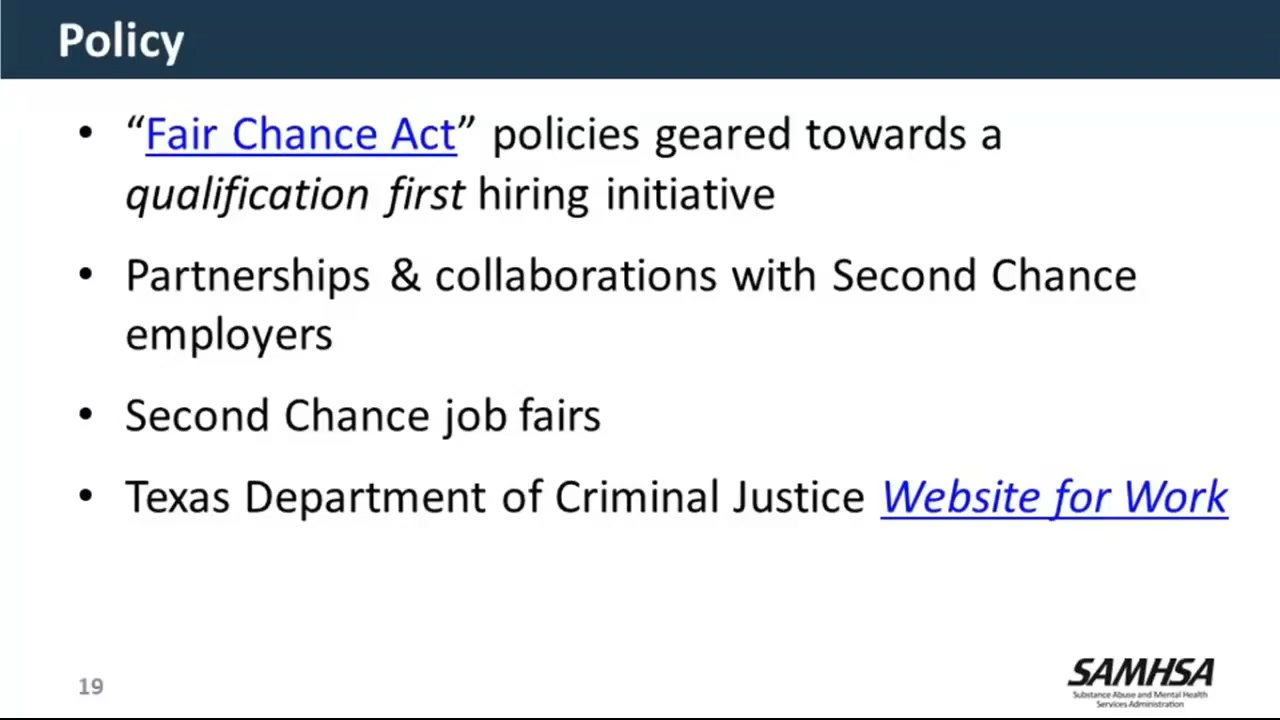 Policy
• “Fair Chance Act” policies geared towards a
qualification first hiring initiative
• Partnerships & collaborations with Second Chance
employers
• Second Chance job fairs
• Texas Department of Criminal Justice Website for Work
19
SAMHSA
Substance Abuse and Mental Health
Services Administration